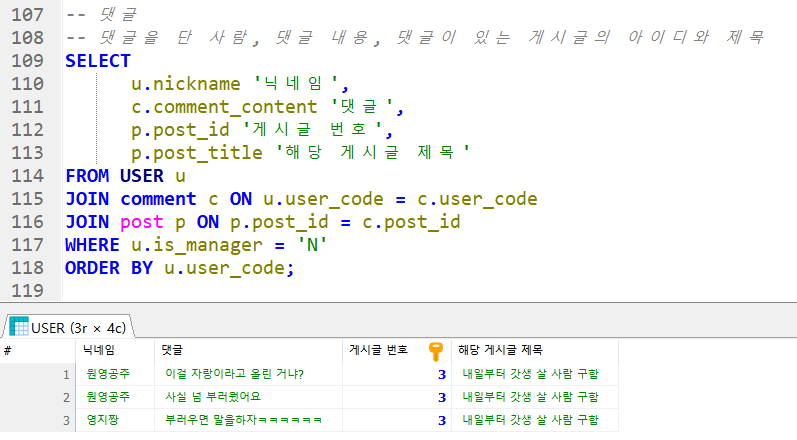 107 -- 댓글
108 -- 댓글을 단 사람, 댓글 내용, 댓글이 있는 게시글의 아이디와 제목
109 SELECT
110 u.nickname '닉네임',
111 c.comment_content '댓글',
112 p.post_id '게시글 번호',
113 p.post_title '해당 게시글 제목'
114 FROM USER u
115 JOIN comment c ON u.user_code = c.user_code
116 JOIN post p ON p.post_id = c.post_id
117 WHERE u.is_manager = 'N'
118 ORDER BY u.user_code;
119
USER (3r × 4c)
# 닉네임 댓글 게시글 번호 해당 게시글 제목
1 원영공주 이걸 자랑이라고 올린 거냐? 3 내일부터 갓생 살 사람 구함
2 원영공주 사실 넘 부러웠어요 3 내일부터 갓생 살 사람 구함
3 영지짱 부러우면 말을하자ㅋㅋㅋㅋㅋㅋ 3 내일부터 갓생 살 사람 구함